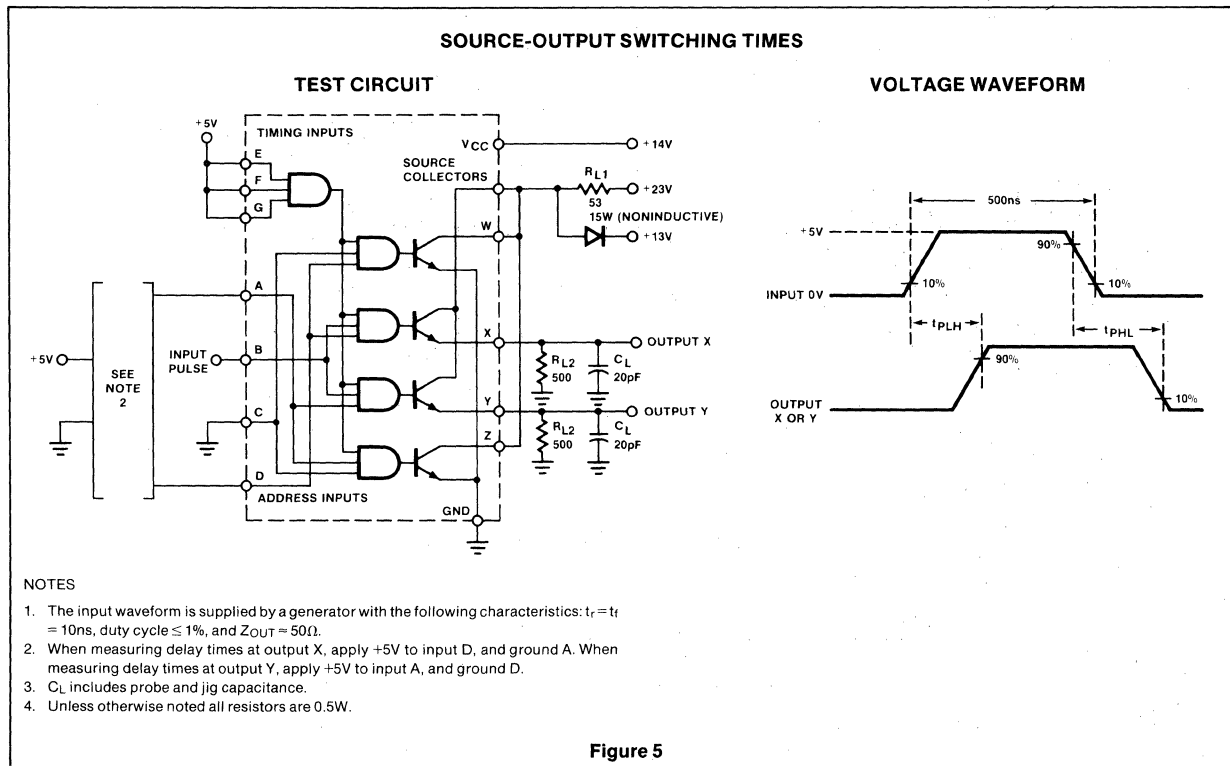 SOURCE-OUTPUT SWITCHING TIMES
TEST CIRCUIT
VOLTAGE WAVEFORM
+5V
TIMING INPUTS
E
F
G
VCC
+14V
SOURCE
COLLECTORS
RL1
53
15W (NONINDUCTIVE)
+23V
+13V
W
A
X
OUTPUT X
+5V
SEE
NOTE
2
INPUT
PULSE
B
RL2
500
CL
20pF
C
Y
OUTPUT Y
Z
RL2
500
CL
20pF
D
ADDRESS INPUTS
GND
500ns
+5V
90%
10%
10%
INPUT 0V
tPLH
tPHL
90%
10%
OUTPUT
X OR Y
NOTES
1. The input waveform is supplied by a generator with the following characteristics: tr = tf
= 10ns, duty cycle ≤ 1%, and ZOUT ≈ 50Ω.
2. When measuring delay times at output X, apply +5V to input D, and ground A. When
measuring delay times at output Y, apply +5V to input A, and ground D.
3. CL includes probe and jig capacitance.
4. Unless otherwise noted all resistors are 0.5W.
Figure 5